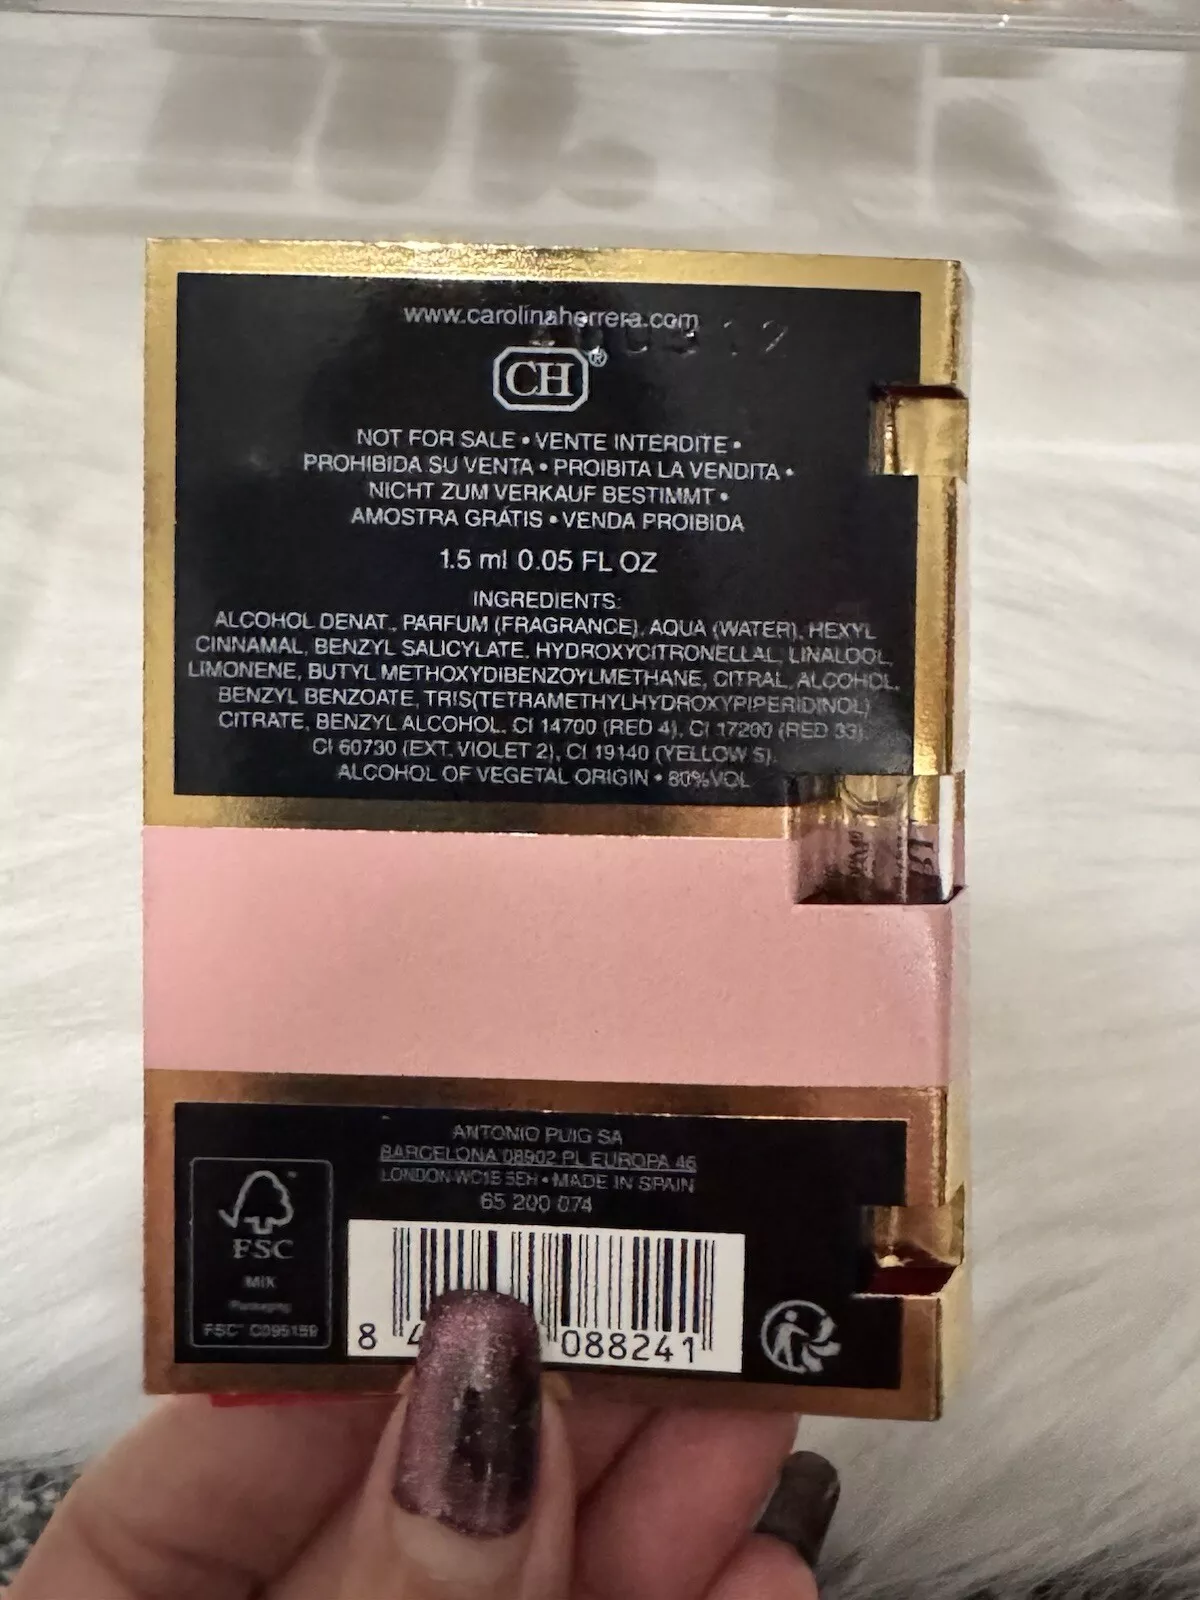 www.carolinaherrera.com
CH®
NOT FOR SALE • VENTE INTERDITE •
PROHIBIDA SU VENTA • PROIBITA LA VENDITA •
NICHT ZUM VERKAUF BESTIMMT •
AMOSTRA GRÁTIS • VENDA PROIBIDA
1.5 ml 0.05 FL OZ
INGREDIENTS:
ALCOHOL DENAT., PARFUM (FRAGRANCE), AQUA (WATER), HEXYL
CINNAMAL, BENZYL SALICYLATE, HYDROXYCITRONELLAL, LINALOOL,
LIMONENE, BUTYL METHOXYDIBENZOYLMETHANE, CITRAL, ALCOHOL,
BENZYL BENZOATE, TRIS(TETRAMETHYLHYDROXYPIPERIDINOL)
CITRATE, BENZYL ALCOHOL, CI 14700 (RED 4), CI 17200 (RED 33),
CI 60730 (EXT. VIOLET 2), CI 19140 (YELLOW 5).
ALCOHOL OF VEGETAL ORIGIN • 80%VOL
ANTONIO PUIG SA
BARCELONA 08902 PL EUROPA 46
LONDON WC1B 5EH • MADE IN SPAIN
65 200 074
FSC
MIX
Packaging
FSC™ C095159
8 4 088241